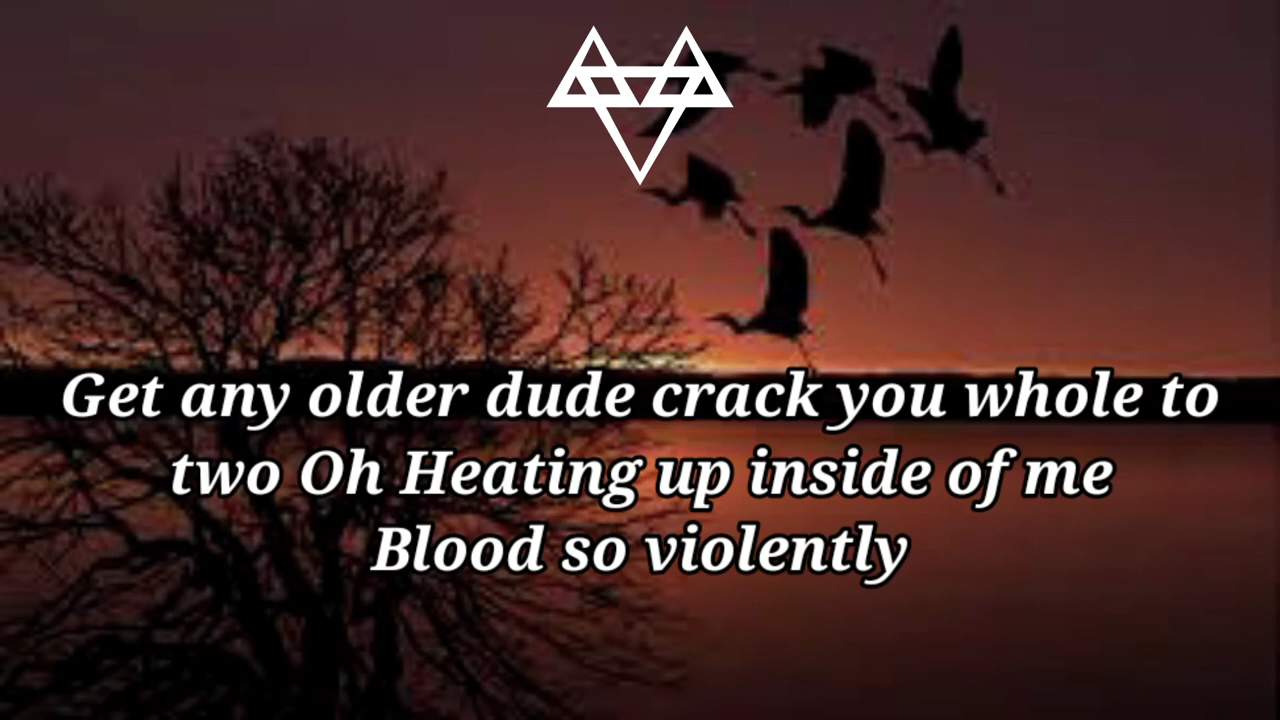 Get any older dude crack you whole to
two Oh Heating up inside of me
Blood so violently